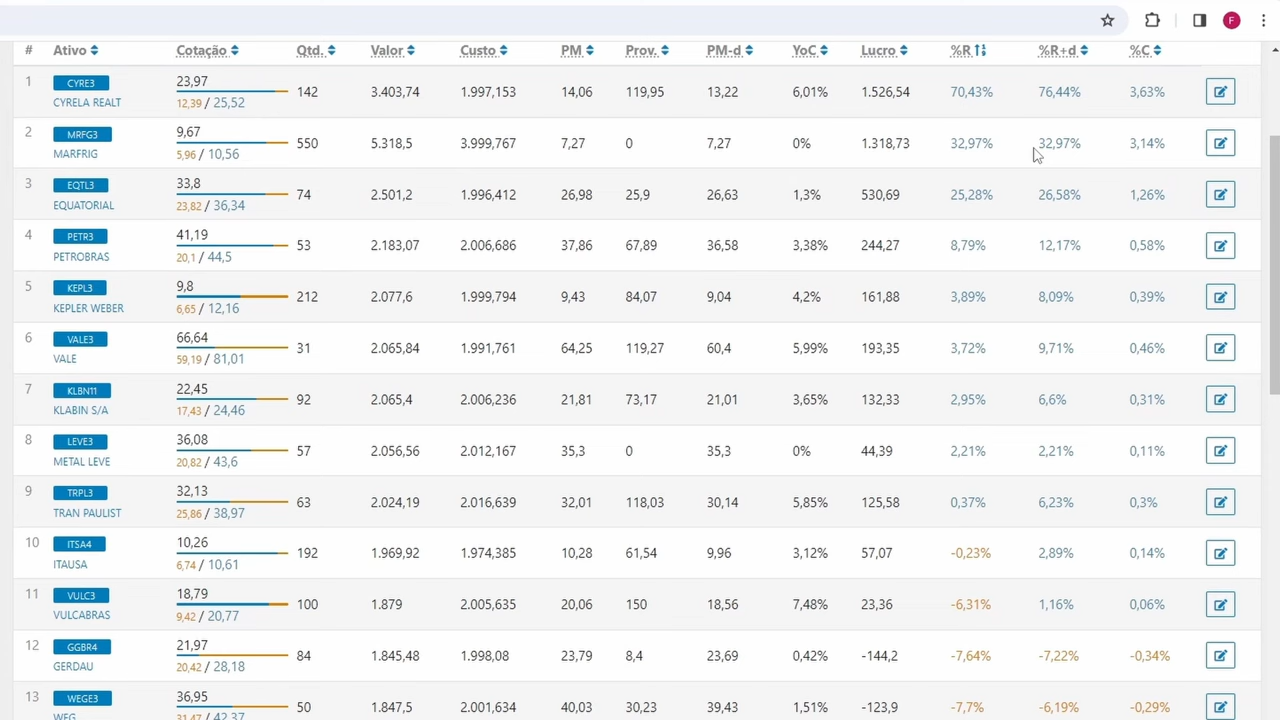 F
# Ativo Cotação Qtd. Valor Custo PM Prov. PM-d YoC Lucro %R %R+d %C
1 CYRE3 23,97 142 3.403,74 1.997,153 14,06 119,95 13,22 6,01% 1.526,54 70,43% 76,44% 3,63%
CYRELA REALT 12,39 / 25,52
2 MRFG3 9,67 550 5.318,5 3.999,767 7,27 0 7,27 0% 1.318,73 32,97% 32,97% 3,14%
MARFRIG 5,96 / 10,56
3 EQTL3 33,8 74 2.501,2 1.996,412 26,98 25,9 26,63 1,3% 530,69 25,28% 26,58% 1,26%
EQUATORIAL 23,82 / 36,34
4 PETR3 41,19 53 2.183,07 2.006,686 37,86 67,89 36,58 3,38% 244,27 8,79% 12,17% 0,58%
PETROBRAS 20,1 / 44,5
5 KEPL3 9,8 212 2.077,6 1.999,794 9,43 84,07 9,04 4,2% 161,88 3,89% 8,09% 0,39%
KEPLER WEBER 6,65 / 12,16
6 VALE3 66,64 31 2.065,84 1.991,761 64,25 119,27 60,4 5,99% 193,35 3,72% 9,71% 0,46%
VALE 59,19 / 81,01
7 KLBN11 22,45 92 2.065,4 2.006,236 21,81 73,17 21,01 3,65% 132,33 2,95% 6,6% 0,31%
KLABIN S/A 17,43 / 24,46
8 LEVE3 36,08 57 2.056,56 2.012,167 35,3 0 35,3 0% 44,39 2,21% 2,21% 0,11%
METAL LEVE 20,82 / 43,6
9 TRPL3 32,13 63 2.024,19 2.016,639 32,01 118,03 30,14 5,85% 125,58 0,37% 6,23% 0,3%
TRAN PAULIST 25,86 / 38,97
10 ITSA4 10,26 192 1.969,92 1.974,385 10,28 61,54 9,96 3,12% 57,07 -0,23% 2,89% 0,14%
ITAUSA 6,74 / 10,61
11 VULC3 18,79 100 1.879 2.005,635 20,06 150 18,56 7,48% 23,36 -6,31% 1,16% 0,06%
VULCABRAS 9,42 / 20,77
12 GGBR4 21,97 84 1.845,48 1.998,08 23,79 8,4 23,69 0,42% -144,2 -7,64% -7,22% -0,34%
GERDAU 20,42 / 28,18
13 WEGE3 36,95 50 1.847,5 2.001,634 40,03 30,23 39,43 1,51% -123,9 -7,7% -6,19% -0,29%
WEG 31,47 / 42,37